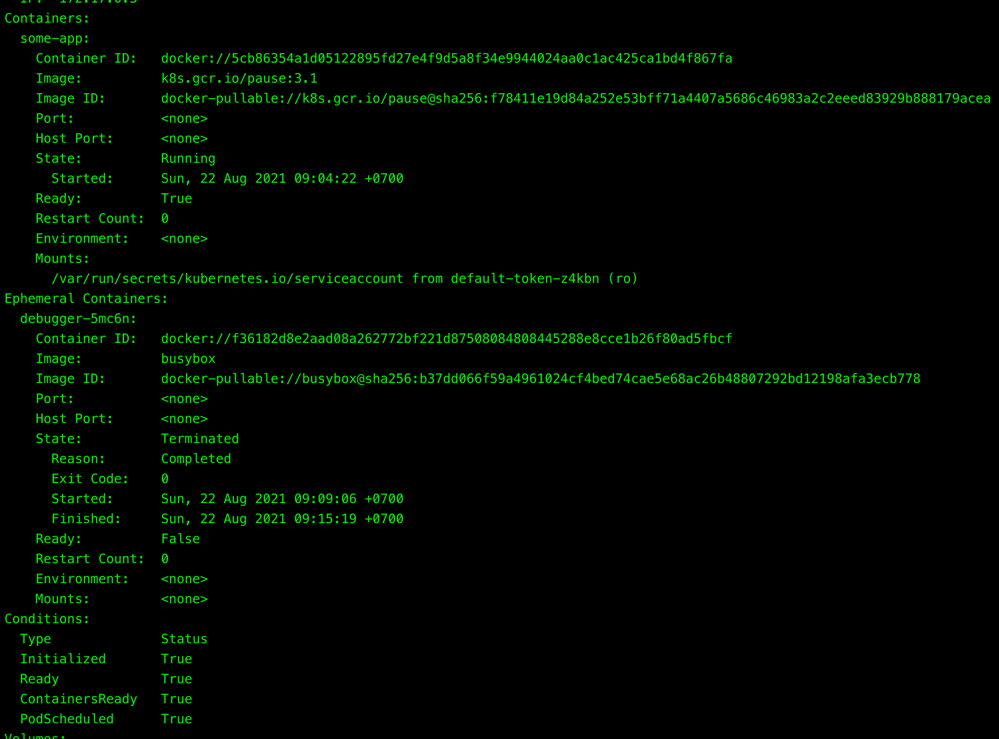 IP:  172.17.0.3
Containers:
  some-app:
    Container ID:   docker://5cb86354a1d05122895fd27e4f9d5a8f34e9944024aa0c1ac425ca1bd4f867fa
    Image:          k8s.gcr.io/pause:3.1
    Image ID:       docker-pullable://k8s.gcr.io/pause@sha256:f78411e19d84a252e53bff71a4407a5686c46983a2c2eeed83929b888179acea
    Port:           <none>
    Host Port:      <none>
    State:          Running
      Started:      Sun, 22 Aug 2021 09:04:22 +0700
    Ready:          True
    Restart Count:  0
    Environment:    <none>
    Mounts:
      /var/run/secrets/kubernetes.io/serviceaccount from default-token-z4kbn (ro)
Ephemeral Containers:
  debugger-5mc6n:
    Container ID:   docker://f36182d8e2aad08a262772bf221d87508084808445288e8cce1b26f80ad5fbcf
    Image:          busybox
    Image ID:       docker-pullable://busybox@sha256:b37dd066f59a4961024cf4bed74cae5e68ac26b48807292bd12198afa3ecb778
    Port:           <none>
    Host Port:      <none>
    State:          Terminated
      Reason:       Completed
      Exit Code:    0
      Started:      Sun, 22 Aug 2021 09:09:06 +0700
      Finished:     Sun, 22 Aug 2021 09:15:19 +0700
    Ready:          False
    Restart Count:  0
    Environment:    <none>
    Mounts:         <none>
Conditions:
  Type              Status
  Initialized       True
  Ready             True
  ContainersReady   True
  PodScheduled      True
Volumes: